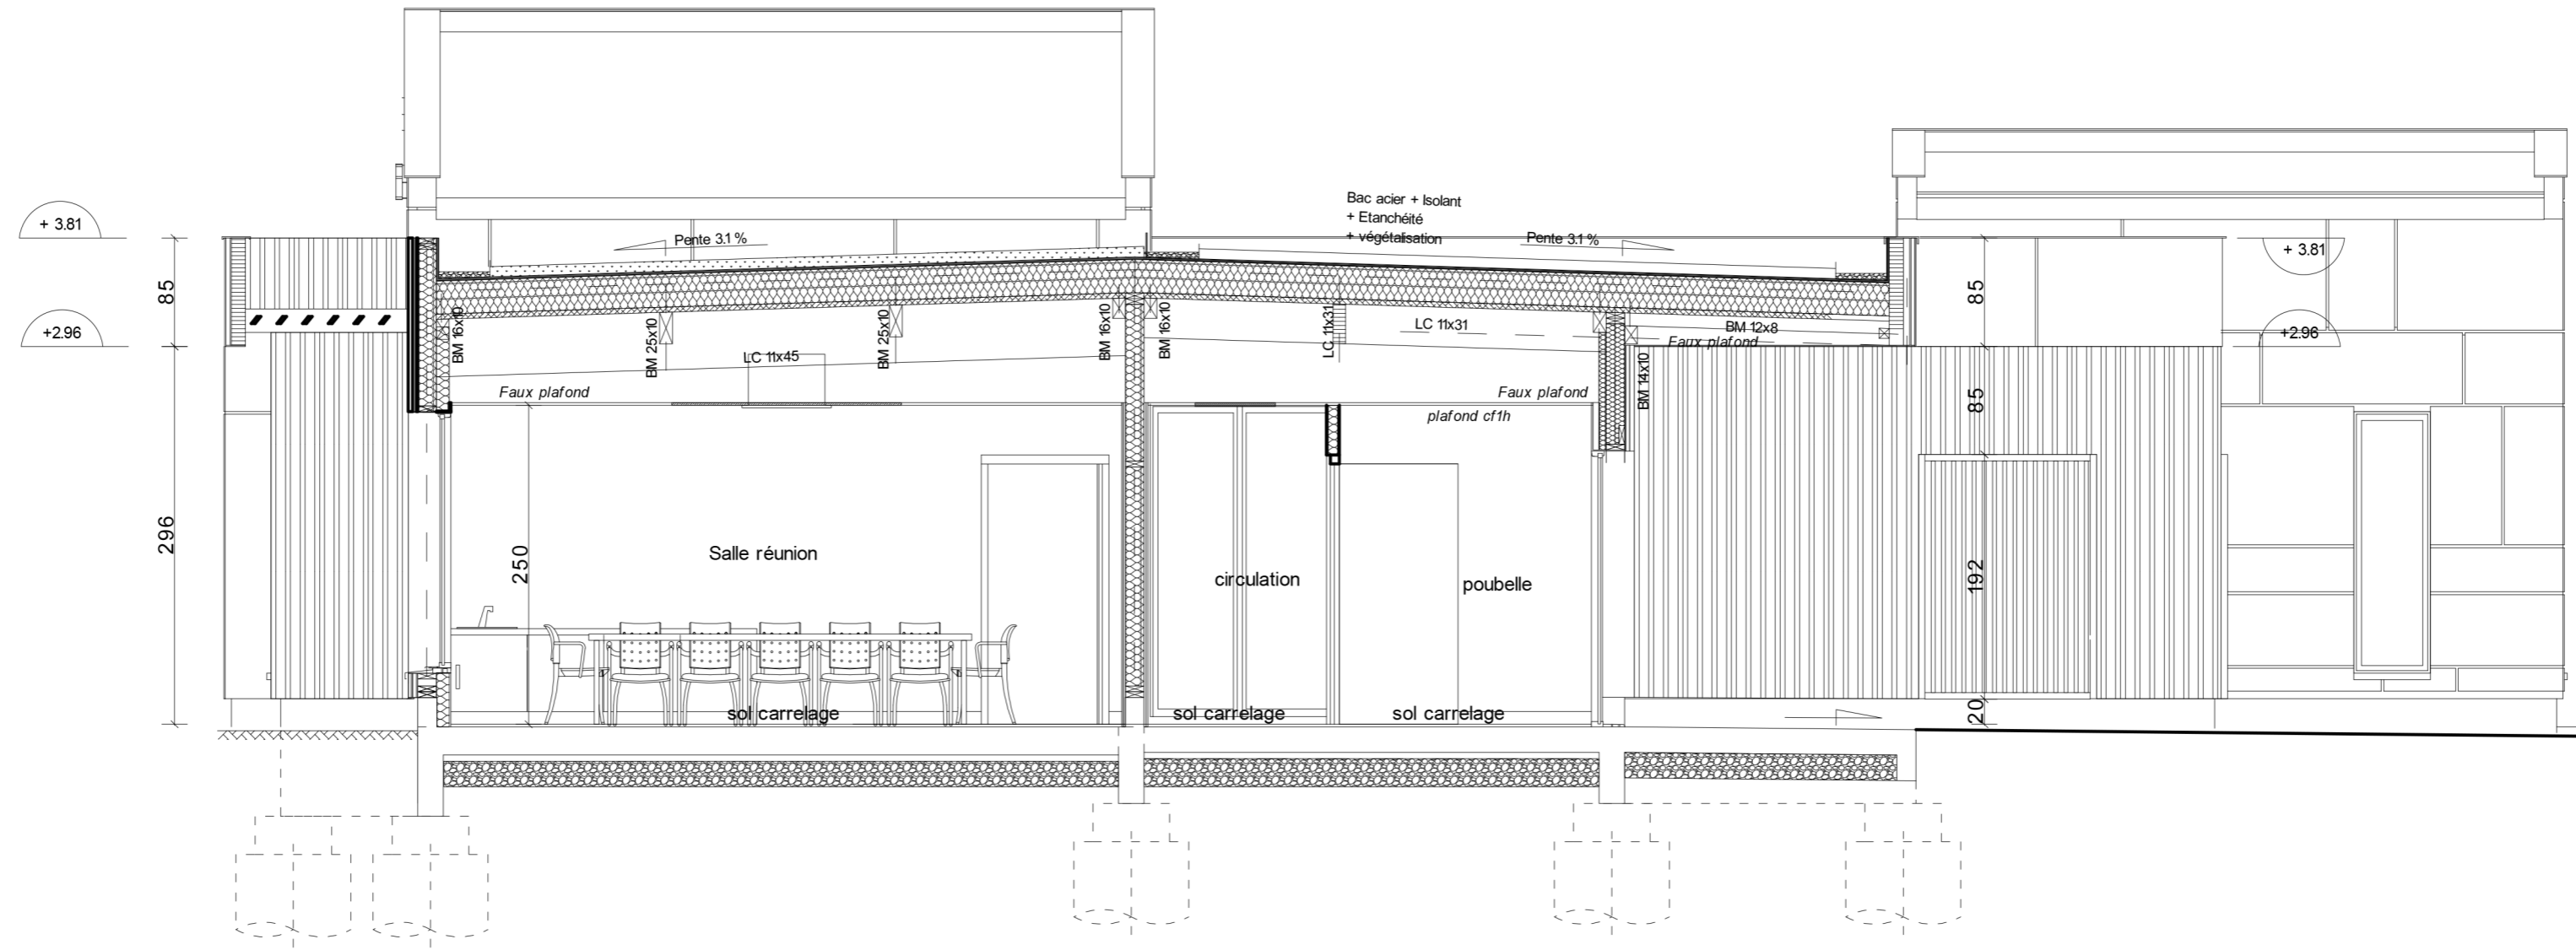 Bac acier + Isolant
+ Etanchéité
+ végétalisation
+ 3.81
Pente 3.1 %
Pente 3.1 %
+ 3.81
85
85
+2.96
BM 16x10
BM 25x10
LC 11x45
BM 25x10
BM 16x10
BM 16x10
LC 11x31
LC 11x31
BM 12x8
Faux plafond
+2.96
BM 14x10
85
Faux plafond
Faux plafond
plafond cf1h
296
250
Salle réunion
circulation
poubelle
192
sol carrelage
sol carrelage
sol carrelage
20